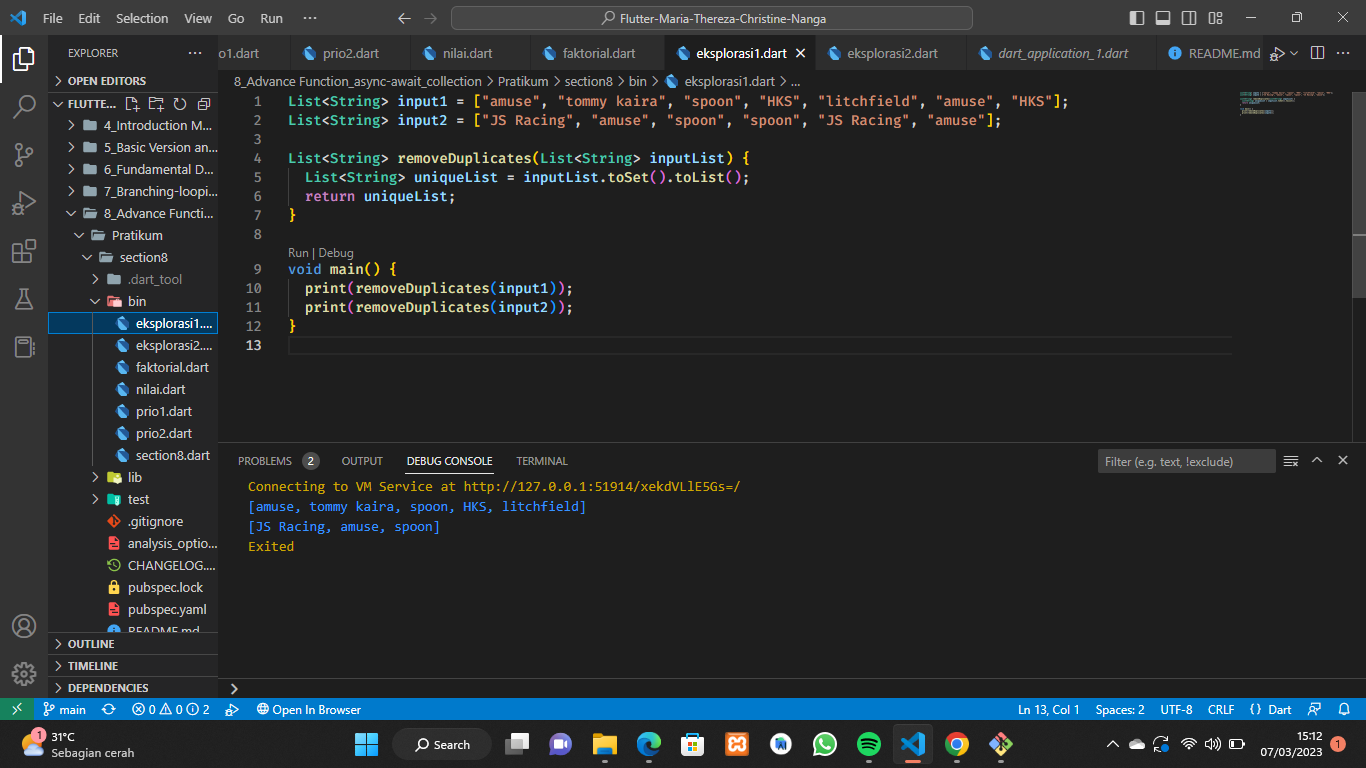 File Edit Selection View Go Run ··· Flutter-Maria-Thereza-Christine-Nanga
EXPLORER ···
o1.dart prio2.dart nilai.dart faktorial.dart eksplorasi1.dart eksplorasi2.dart dart_application_1.dart README.md ···
8_Advance Function_async-await_collection > Pratikum > section8 > bin > eksplorasi1.dart > ...
OPEN EDITORS
FLUTTE...
4_Introduction M...
5_Basic Version an...
6_Fundamental D...
7_Branching-loopi...
8_Advance Functi...
Pratikum
section8
.dart_tool
bin
eksplorasi1....
eksplorasi2....
faktorial.dart
nilai.dart
prio1.dart
prio2.dart
section8.dart
lib
test
.gitignore
analysis_optio...
CHANGELOG....
pubspec.lock
pubspec.yaml
README.md
OUTLINE
TIMELINE
DEPENDENCIES
1 List<String> input1 = ["amuse", "tommy kaira", "spoon", "HKS", "litchfield", "amuse", "HKS"];
2 List<String> input2 = ["JS Racing", "amuse", "spoon", "spoon", "JS Racing", "amuse"];
3
4 List<String> removeDuplicates(List<String> inputList) {
5 List<String> uniqueList = inputList.toSet().toList();
6 return uniqueList;
7 }
8
Run | Debug
9 void main() {
10 print(removeDuplicates(input1));
11 print(removeDuplicates(input2));
12 }
13
PROBLEMS 2 OUTPUT DEBUG CONSOLE TERMINAL Filter (e.g. text, !exclude)
Connecting to VM Service at http://127.0.0.1:51914/xekdVLlE5Gs=/
[amuse, tommy kaira, spoon, HKS, litchfield]
[JS Racing, amuse, spoon]
Exited
main 0 0 2 Open In Browser Ln 13, Col 1 Spaces: 2 UTF-8 CRLF {} Dart
1 31°C
Sebagian cerah
Search
15:12
07/03/2023 1